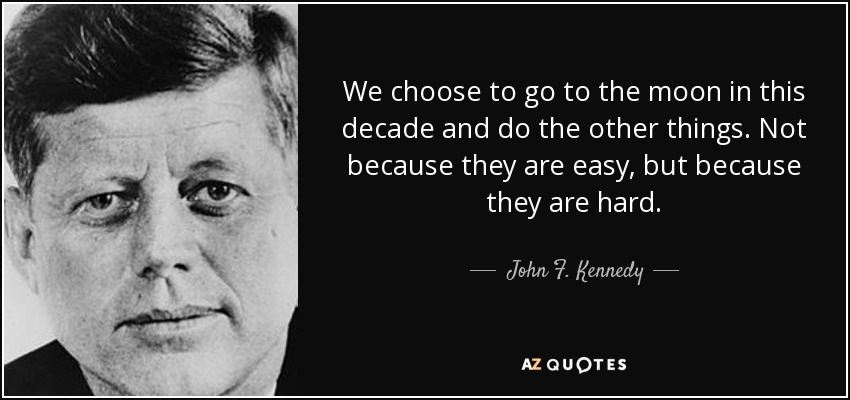 We choose to go to the moon in this
decade and do the other things. Not
because they are easy, but because
they are hard.
John F. Kennedy
AZ QUOTES